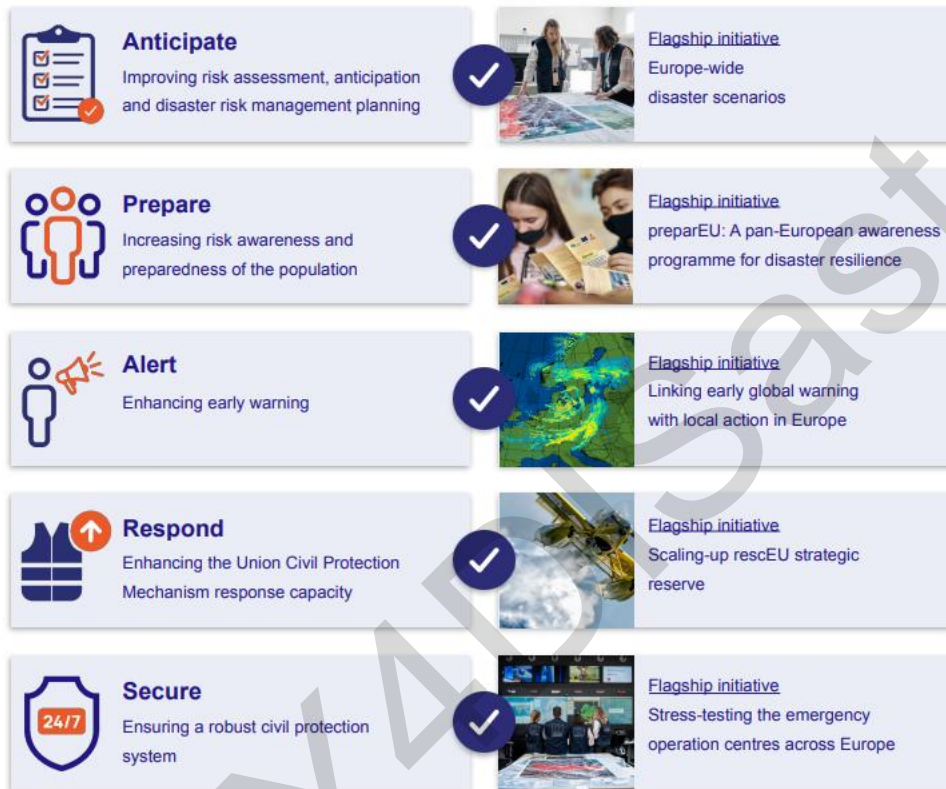 Anticipate
Improving risk assessment, anticipation
and disaster risk management planning
Flagship initiative
Europe-wide
disaster scenarios
Prepare
Increasing risk awareness and
preparedness of the population
Flagship initiative
preparEU: A pan-European awareness
programme for disaster resilience
Alert
Enhancing early warning
Flagship initiative
Linking early global warning
with local action in Europe
Respond
Enhancing the Union Civil Protection
Mechanism response capacity
Flagship initiative
Scaling-up rescEU strategic
reserve
24/7
Secure
Ensuring a robust civil protection
system
Flagship initiative
Stress-testing the emergency
operation centres across Europe